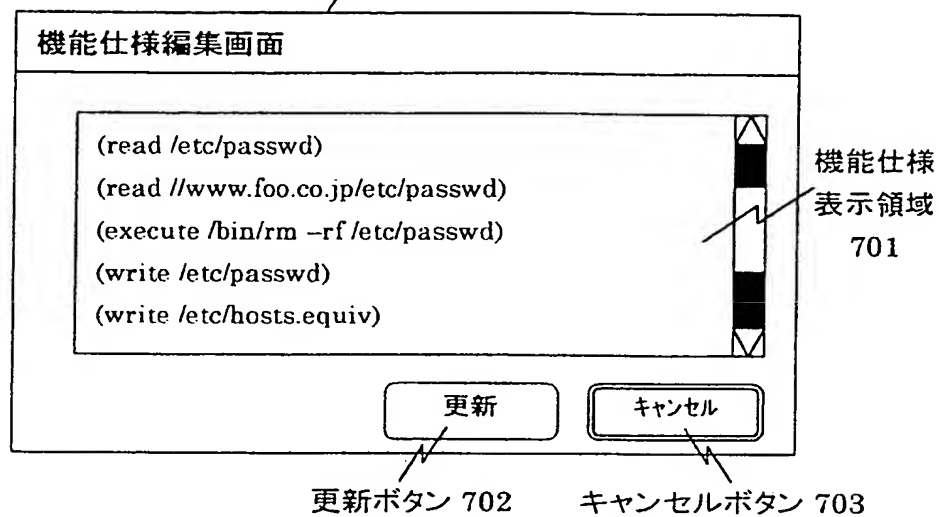 機能仕様編集画面
(read /etc/passwd)
(read //www.foo.co.jp/etc/passwd)
(execute /bin/rm –rf /etc/passwd)
(write /etc/passwd)
(write /etc/hosts.equiv)
機能仕様
表示領域
701
更新
キャンセル
更新ボタン 702
キャンセルボタン 703